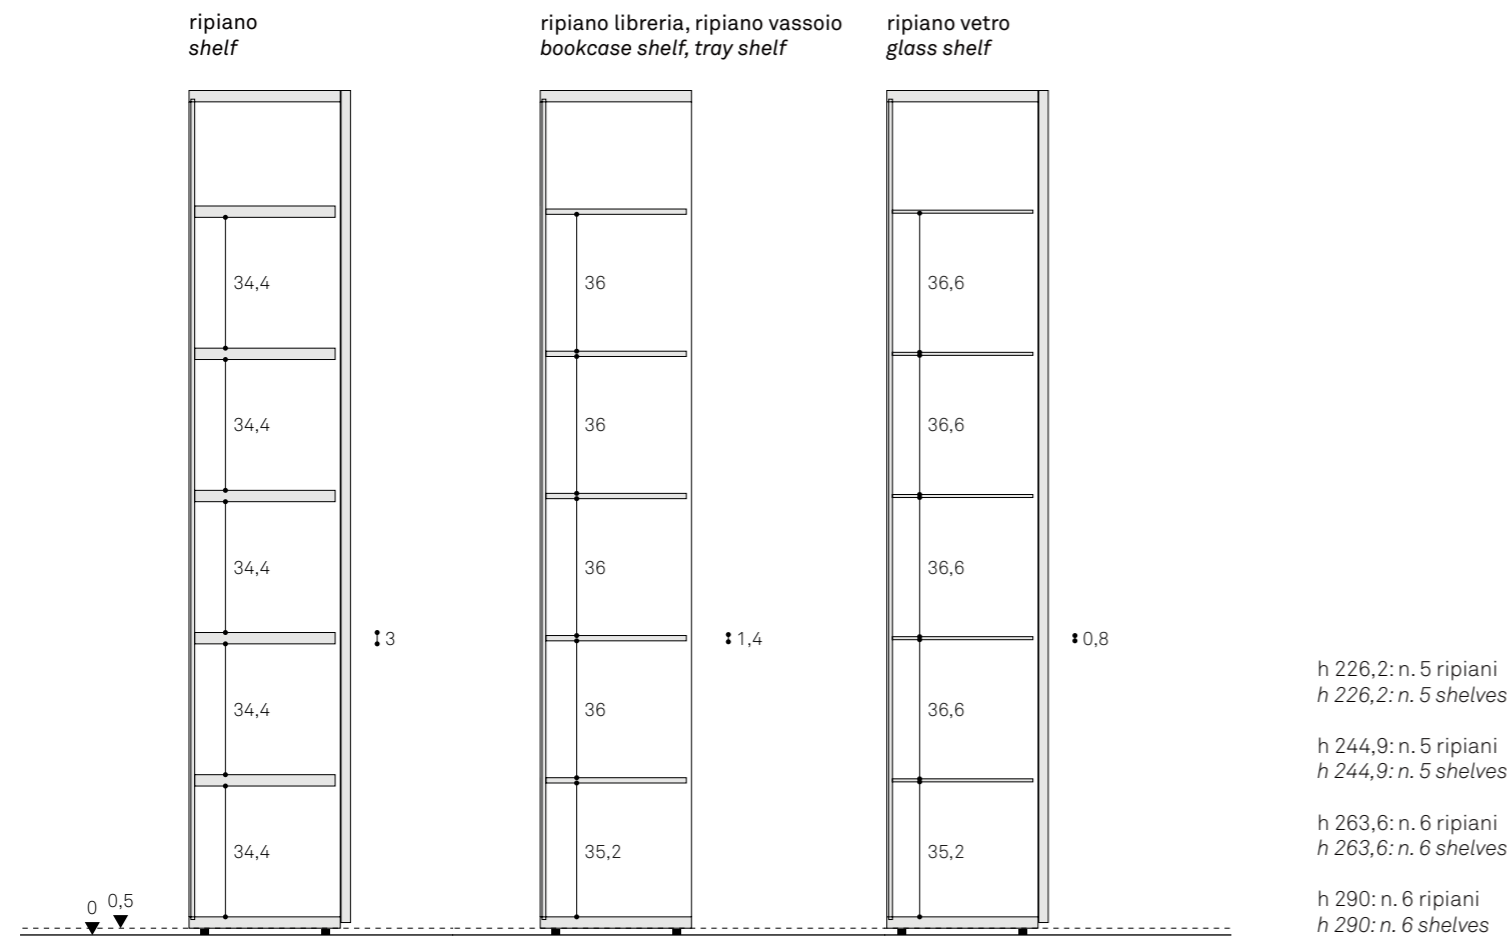 ripiano
shelf
ripiano libreria, ripiano vassoio
bookcase shelf, tray shelf
ripiano vetro
glass shelf
34,4
36
36,6
34,4
36
36,6
34,4
36
36,6
3
1,4
0,8
34,4
36
36,6
34,4
35,2
35,2
0
0,5
h 226,2: n. 5 ripiani
h 226,2: n. 5 shelves
h 244,9: n. 5 ripiani
h 244,9: n. 5 shelves
h 263,6: n. 6 ripiani
h 263,6: n. 6 shelves
h 290: n. 6 ripiani
h 290: n. 6 shelves